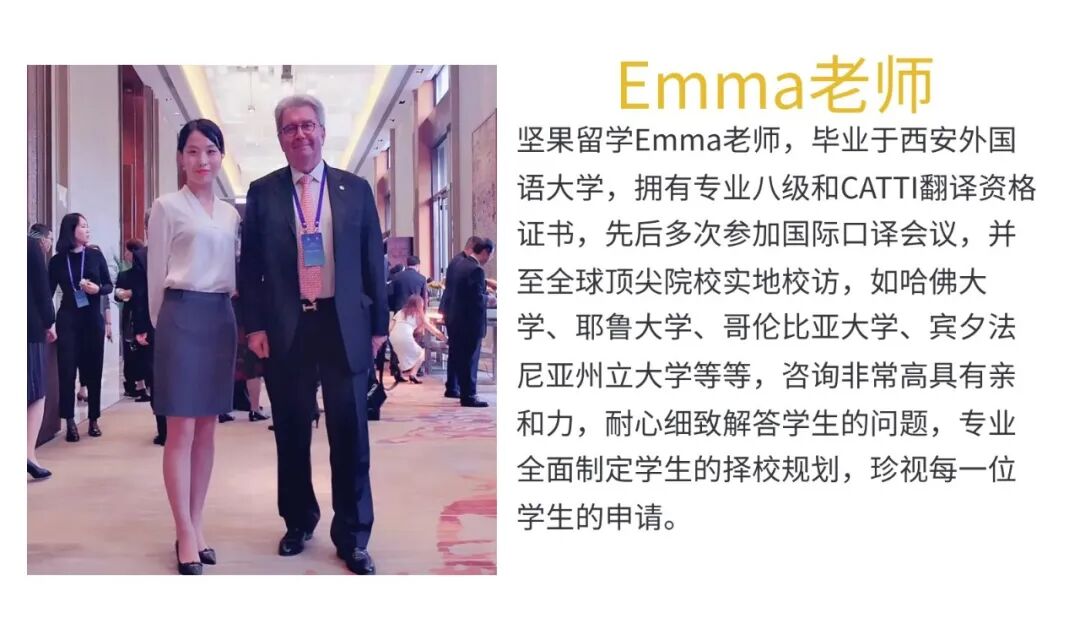 Emma老师
坚果留学Emma老师，毕业于西安外国
语大学，拥有专业八级和CATTI翻译资格
证书，先后多次参加国际口译会议，并
至全球顶尖院校实地校访，如哈佛大
学、耶鲁大学、哥伦比亚大学、宾夕法
尼亚州立大学等等，咨询非常高具有亲
和力，耐心细致解答学生的问题，专业
全面制定学生的择校规划，珍视每一位
学生的申请。